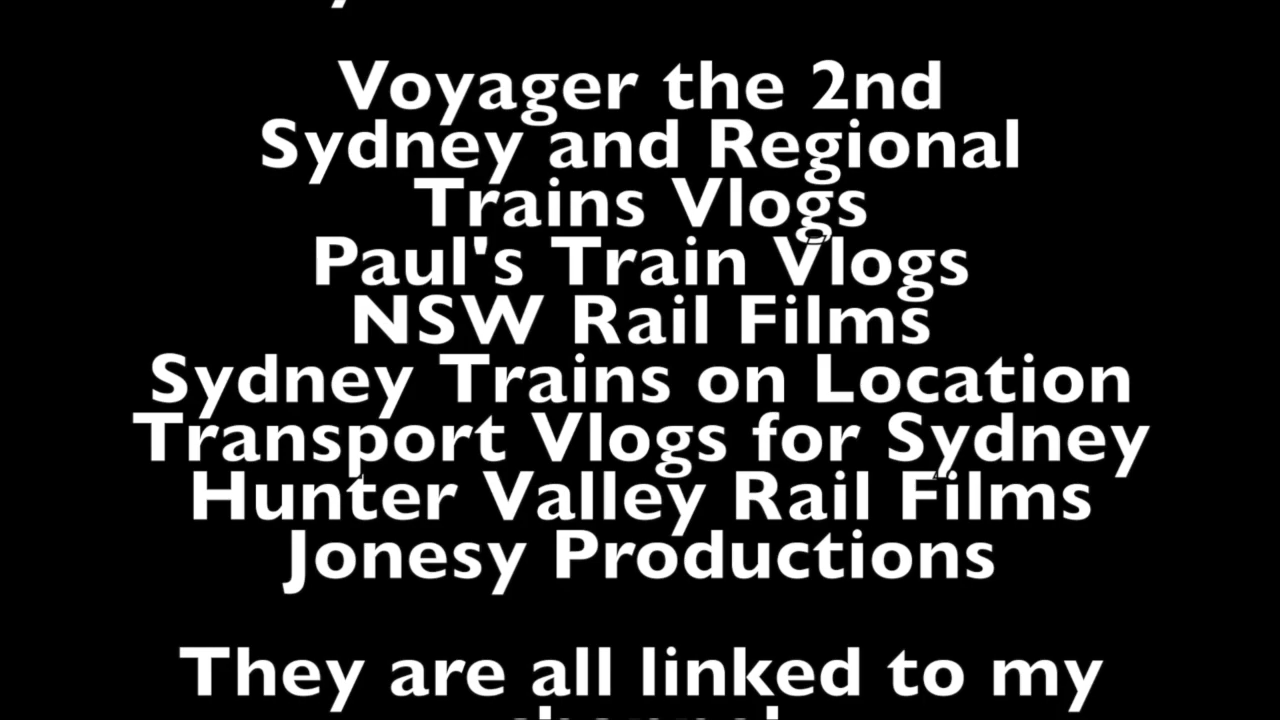 Voyager the 2nd
Sydney and Regional
Trains Vlogs
Paul's Train Vlogs
NSW Rail Films
Sydney Trains on Location
Transport Vlogs for Sydney
Hunter Valley Rail Films
Jonesy Productions
They are all linked to my